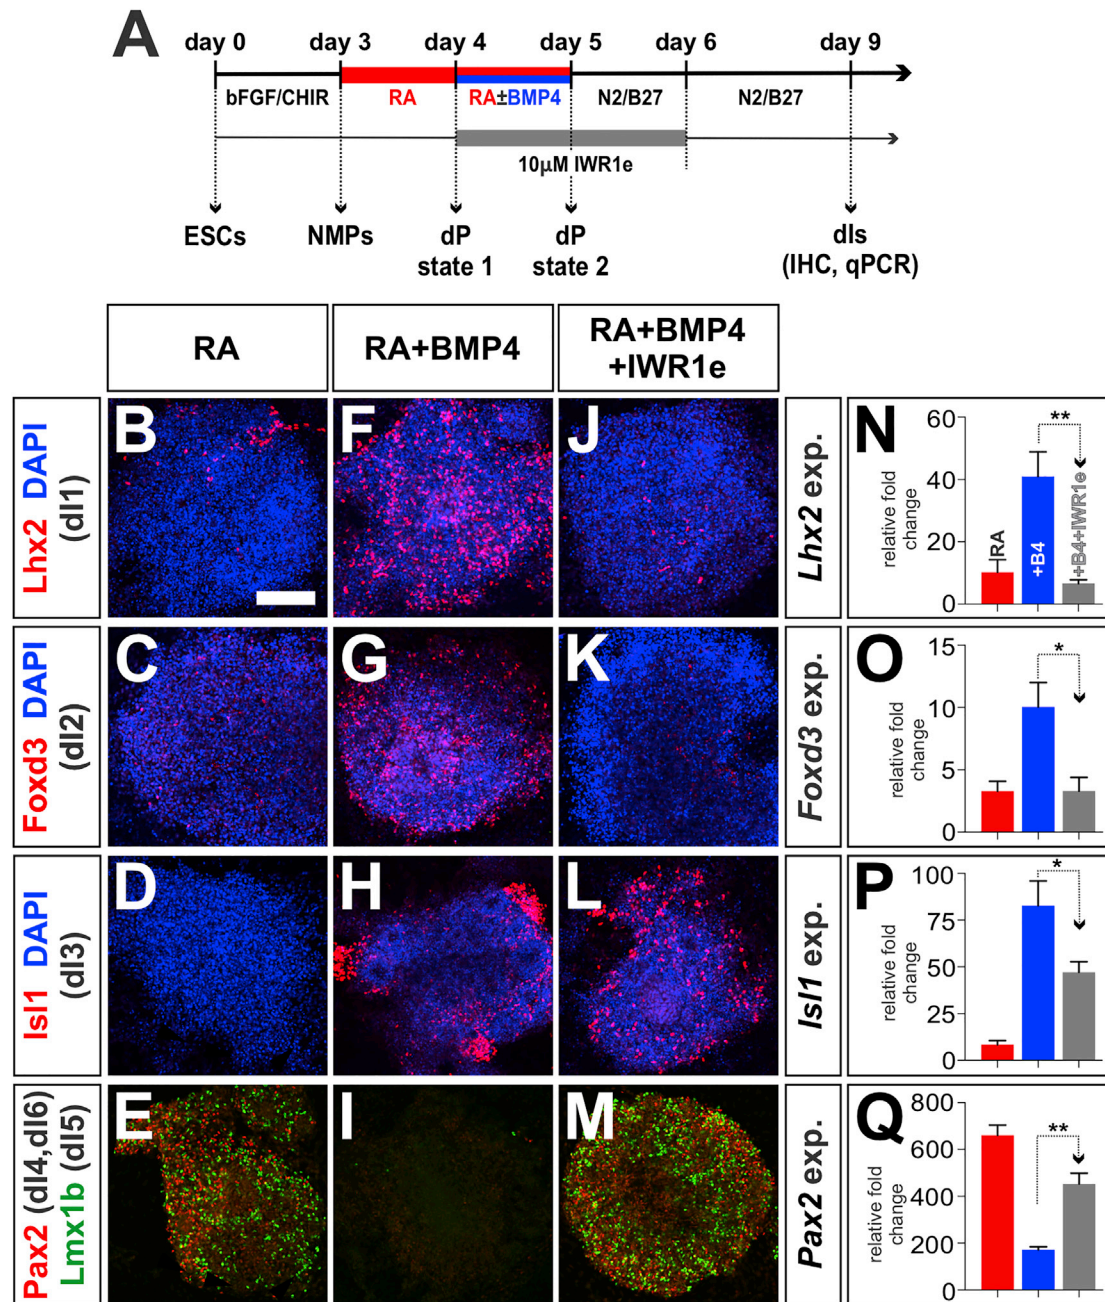 A
day 0 day 3 day 4 day 5 day 6 day 9
bFGF/CHIR RA RA±BMP4 N2/B27 N2/B27
10µM IWR1e
ESCs NMPs dP dP dIs
state 1 state 2 (IHC, qPCR)
RA
RA+BMP4
RA+BMP4
+IWR1e
Lhx2 DAPI
(dI1)
B
F
J
Lhx2 exp.
N
relative fold
change
60
40
20
0
RA
+B4
+B4+IWR1e
**
Foxd3 DAPI
(dI2)
C
G
K
Foxd3 exp.
O
relative fold
change
15
10
5
0
*
Isl1 DAPI
(dI3)
D
H
L
Isl1 exp.
P
relative fold
change
100
75
50
25
0
*
Pax2 (dI4,dI6)
Lmx1b (dI5)
E
I
M
Pax2 exp.
Q
relative fold
change
800
600
400
200
0
**